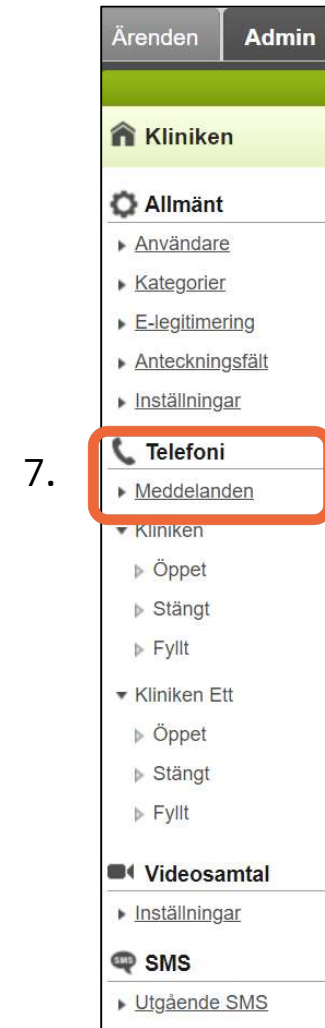 Ärenden Admin
Kliniken
Allmänt
Användare
Kategorier
E-legitimering
Anteckningsfält
Inställningar
7. Telefoni
Meddelanden
Kliniken
Öppet
Stängt
Fyllt
Kliniken Ett
Öppet
Stängt
Fyllt
Videosamtal
Inställningar
SMS SMS
Utgående SMS